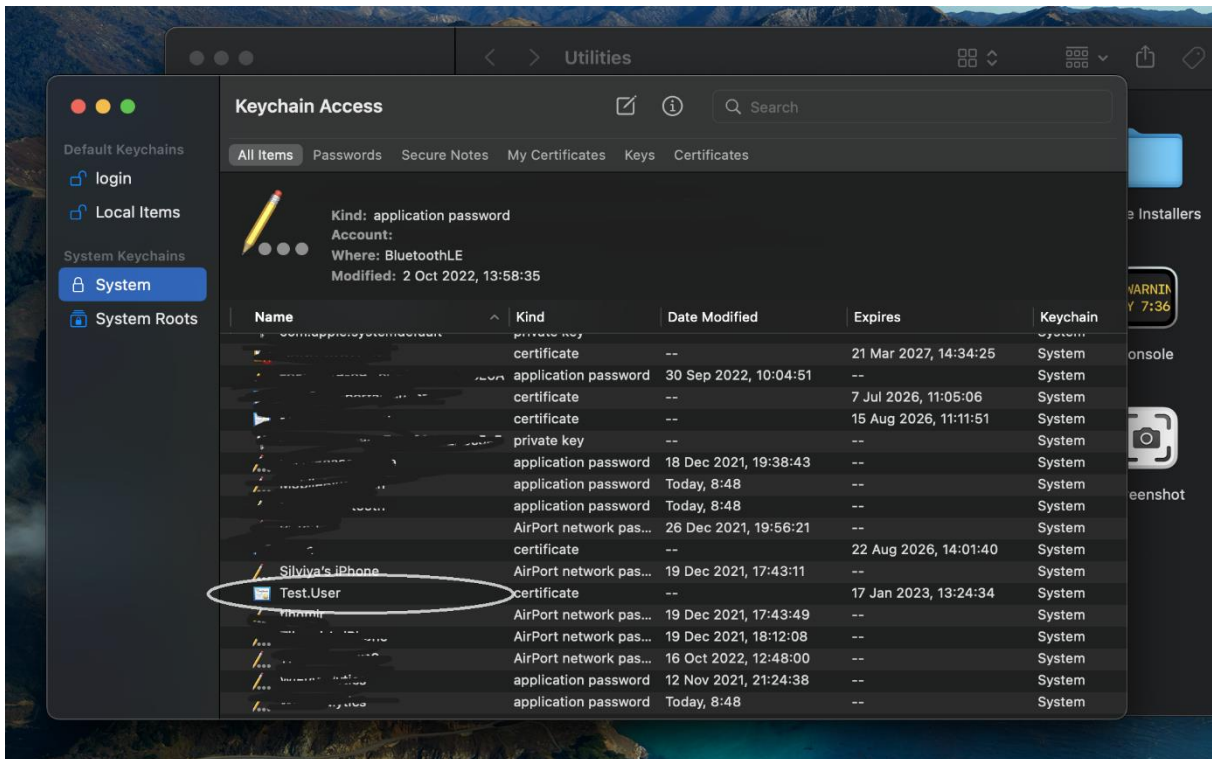 Utilities
Keychain Access
Search
Default Keychains
login
Local Items
System Keychains
System
System Roots
All Items Passwords Secure Notes My Certificates Keys Certificates
Kind: application password
Account:
Where: BluetoothLE
Modified: 2 Oct 2022, 13:58:35
Name Kind Date Modified Expires Keychain
private key System
certificate -- 21 Mar 2027, 14:34:25 System
application password 30 Sep 2022, 10:04:51 -- System
certificate -- 7 Jul 2026, 11:05:06 System
certificate -- 15 Aug 2026, 11:11:51 System
private key -- -- System
application password 18 Dec 2021, 19:38:43 -- System
application password Today, 8:48 -- System
application password Today, 8:48 -- System
AirPort network pas... 26 Dec 2021, 19:56:21 -- System
certificate -- 22 Aug 2026, 14:01:40 System
Silviya's iPhone AirPort network pas... 19 Dec 2021, 17:43:11 -- System
Test.User certificate -- 17 Jan 2023, 13:24:34 System
AirPort network pas... 19 Dec 2021, 17:43:49 -- System
AirPort network pas... 19 Dec 2021, 18:12:08 -- System
AirPort network pas... 16 Oct 2022, 12:48:00 -- System
application password 12 Nov 2021, 21:24:38 -- System
application password Today, 8:48 -- System
e Installers
WARNIN
Y 7:36
onsole
eenshot